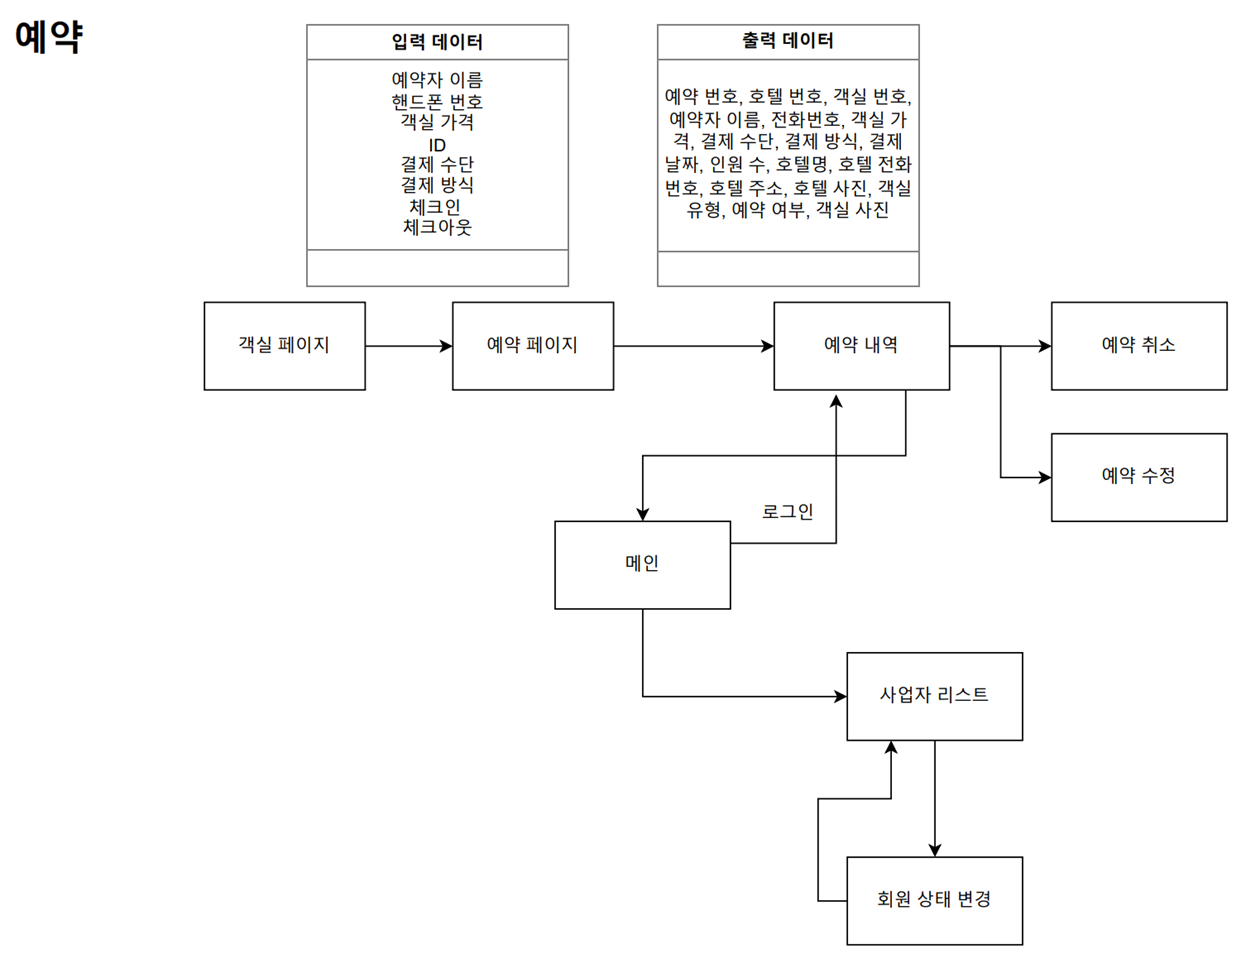 예약
입력 데이터
예약자 이름
핸드폰 번호
객실 가격
ID
결제 수단
결제 방식
체크인
체크아웃
출력 데이터
예약 번호, 호텔 번호, 객실 번호,
예약자 이름, 전화번호, 객실 가
격, 결제 수단, 결제 방식, 결제
날짜, 인원 수, 호텔명, 호텔 전화
번호, 호텔 주소, 호텔 사진, 객실
유형, 예약 여부, 객실 사진
객실 페이지
예약 페이지
예약 내역
예약 취소
예약 수정
로그인
메인
사업자 리스트
회원 상태 변경